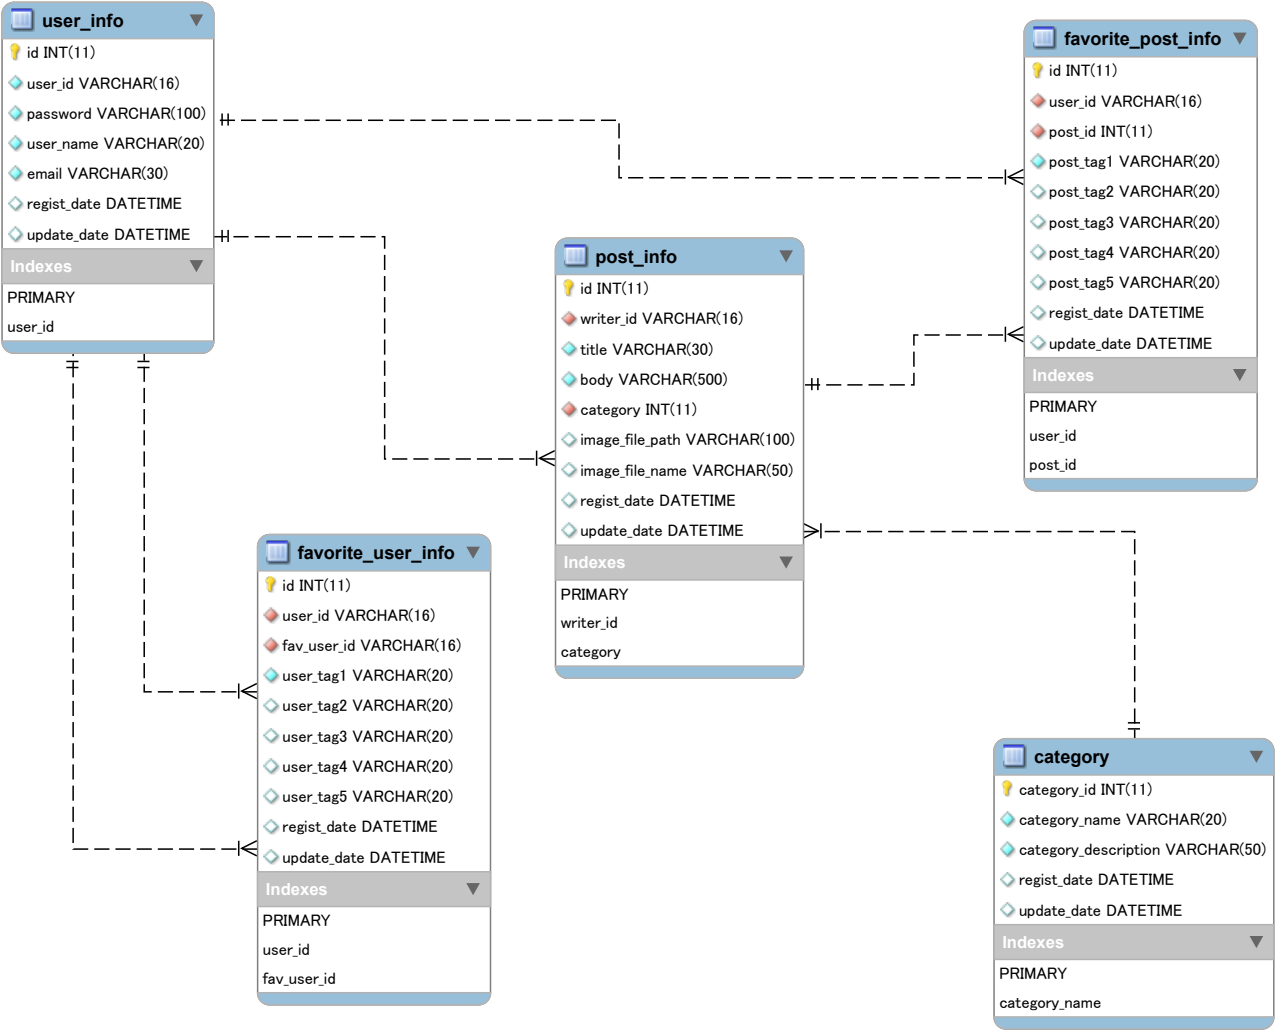 user_info
id INT(11)
user_id VARCHAR(16)
password VARCHAR(100)
user_name VARCHAR(20)
email VARCHAR(30)
regist_date DATETIME
update_date DATETIME
Indexes
PRIMARY
user_id
favorite_post_info
id INT(11)
user_id VARCHAR(16)
post_id INT(11)
post_tag1 VARCHAR(20)
post_tag2 VARCHAR(20)
post_tag3 VARCHAR(20)
post_tag4 VARCHAR(20)
post_tag5 VARCHAR(20)
regist_date DATETIME
update_date DATETIME
Indexes
PRIMARY
user_id
post_id
post_info
id INT(11)
writer_id VARCHAR(16)
title VARCHAR(30)
body VARCHAR(500)
category INT(11)
image_file_path VARCHAR(100)
image_file_name VARCHAR(50)
regist_date DATETIME
update_date DATETIME
Indexes
PRIMARY
writer_id
category
favorite_user_info
id INT(11)
user_id VARCHAR(16)
fav_user_id VARCHAR(16)
user_tag1 VARCHAR(20)
user_tag2 VARCHAR(20)
user_tag3 VARCHAR(20)
user_tag4 VARCHAR(20)
user_tag5 VARCHAR(20)
regist_date DATETIME
update_date DATETIME
Indexes
PRIMARY
user_id
fav_user_id
category
category_id INT(11)
category_name VARCHAR(20)
category_description VARCHAR(50)
regist_date DATETIME
update_date DATETIME
Indexes
PRIMARY
category_name